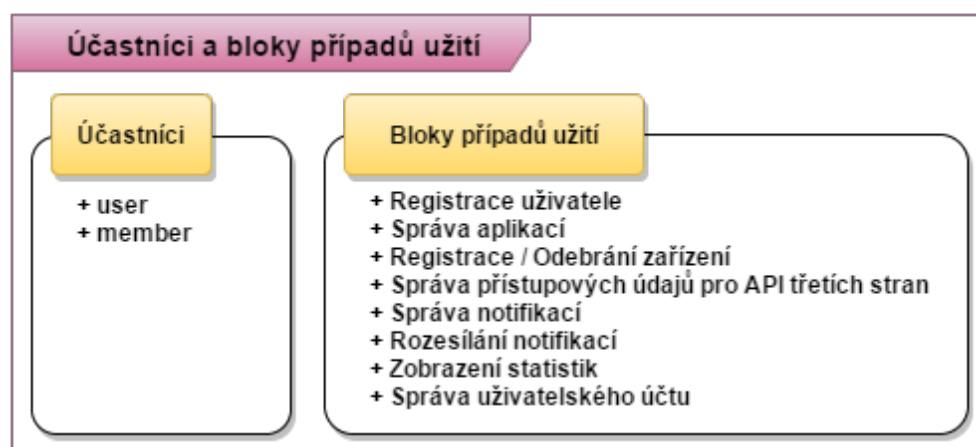 Účastníci a bloky případů užití
Účastníci
+ user
+ member
Bloky případů užití
+ Registrace uživatele
+ Správa aplikací
+ Registrace / Odebrání zařízení
+ Správa přístupových údajů pro API třetích stran
+ Správa notifikací
+ Rozesílání notifikací
+ Zobrazení statistik
+ Správa uživatelského účtu